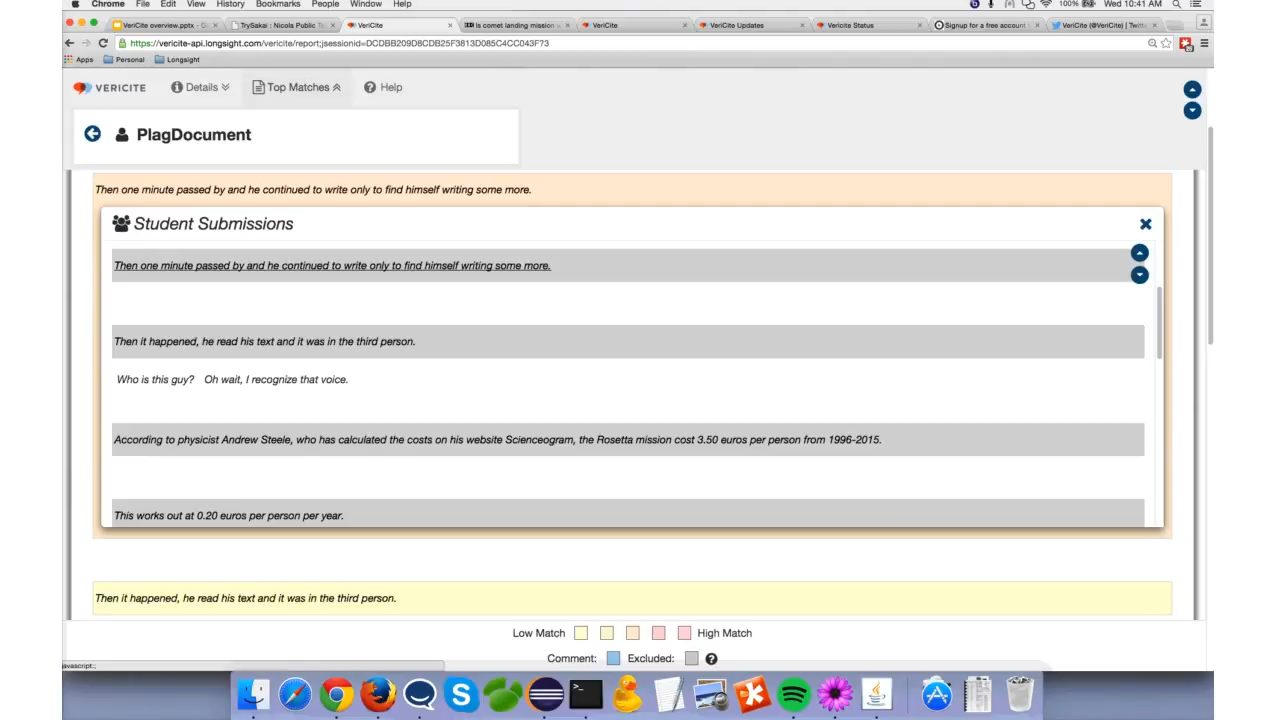 Chrome File Edit View History Bookmarks People Window Help 100% Wed 10:41 AM
VeriCite overview.pptx - G TrySakai : Nicola Public T VeriCite Is comet landing mission VeriCite VeriCite Updates VeriCite Status Signup for a free account VeriCite (@VeriCite) | Twitt
https://vericite-api.longsight.com/vericite/report;jsessionid=DCDBB209D8CDB25F3813D085C4CC043F?3
Apps Personal Longsight
VERICITE Details Top Matches Help
PlagDocument
Then one minute passed by and he continued to write only to find himself writing some more.
Student Submissions
Then one minute passed by and he continued to write only to find himself writing some more.
Then it happened, he read his text and it was in the third person.
Who is this guy? Oh wait, I recognize that voice.
According to physicist Andrew Steele, who has calculated the costs on his website Scienceogram, the Rosetta mission cost 3.50 euros per person from 1996-2015.
This works out at 0.20 euros per person per year.
Then it happened, he read his text and it was in the third person.
Low Match High Match
Comment: Excluded:
javascript:;